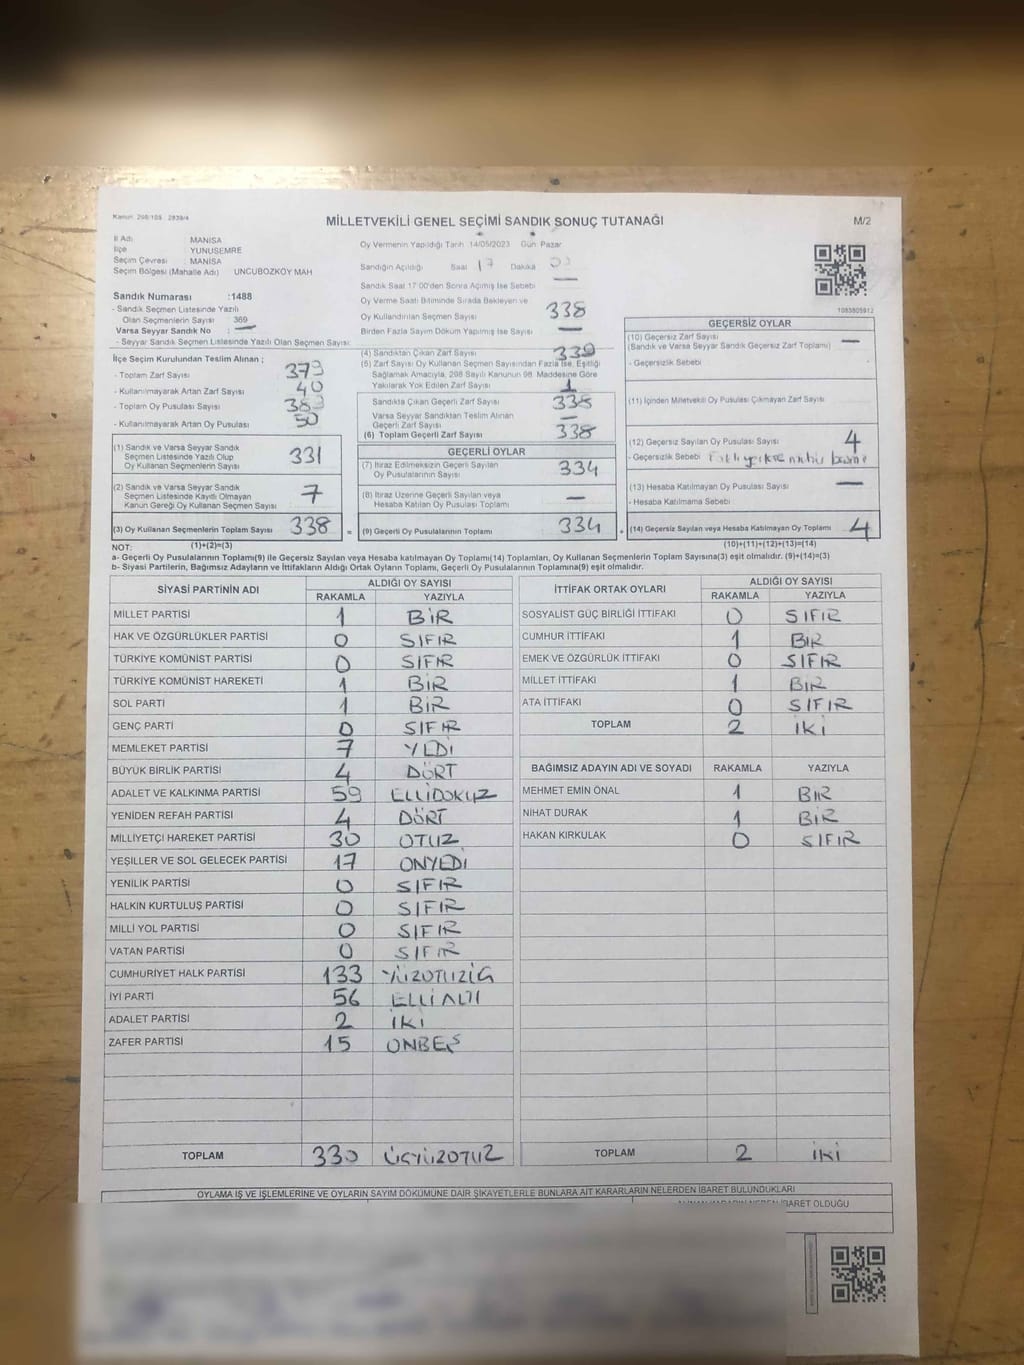 Kanun: 298/105 2839/4
MİLLETVEKİLİ GENEL SEÇİMİ SANDIK SONUÇ TUTANAĞI
M/2
İl Adı MANİSA
İlçe YUNUSEMRE
Seçim Çevresi : MANİSA
Seçim Bölgesi (Mahalle Adı) UNCUBOZKÖY MAH
Sandık Numarası :1488
- Sandık Seçmen Listesinde Yazılı
Olan Seçmenlerin Sayısı 369
Varsa Seyyar Sandık No : —
- Seyyar Sandık Seçmen Listesinde Yazılı Olan Seçmen Sayısı:
Oy Vermenin Yapıldığı Tarih 14/05/2023 Gün Pazar
Sandığın Açıldığı Saat 17 Dakika
Sandık Saat 17:00'den Sonra Açılmış İse Sebebi —
Oy Verme Saati Bitiminde Sırada Bekleyen ve
Oy Kullandırılan Seçmen Sayısı 338
Birden Fazla Sayım Döküm Yapılmış İse Sayısı —
1083805912
İlçe Seçim Kurulundan Teslim Alınan ;
- Toplam Zarf Sayısı 379
- Kullanılmayarak Artan Zarf Sayısı 40
- Toplam Oy Pusulası Sayısı
- Kullanılmayarak Artan Oy Pusulası 50
(4) Sandıktan Çıkan Zarf Sayısı 339
(5) Zarf Sayısı Oy Kullanan Seçmen Sayısından Fazla İse, Eşitliği
Sağlamak Amacıyla, 298 Sayılı Kanunun 98. Maddesine Göre
Yakılarak Yok Edilen Zarf Sayısı 1
Sandıkta Çıkan Geçerli Zarf Sayısı 338
Varsa Seyyar Sandıktan Teslim Alınan
Geçerli Zarf Sayısı —
(6) Toplam Geçerli Zarf Sayısı 338
GEÇERSİZ OYLAR
(10) Geçersiz Zarf Sayısı
(Sandık ve Varsa Seyyar Sandık Geçersiz Zarf Toplamı) —
- Geçersizlik Sebebi
(11) İçinden Milletvekili Oy Pusulası Çıkmayan Zarf Sayısı
(12) Geçersiz Sayılan Oy Pusulası Sayısı 4
- Geçersizlik Sebebi
(13) Hesaba Katılmayan Oy Pusulası Sayısı —
- Hesaba Katılmama Sebebi
(14) Geçersiz Sayılan veya Hesaba Katılmayan Oy Toplamı 4
(10)+(11)+(12)+(13)=(14)
(1) Sandık ve Varsa Seyyar Sandık
Seçmen Listesinde Yazılı Olup
Oy Kullanan Seçmenlerin Sayısı 331
(2) Sandık ve Varsa Seyyar Sandık
Seçmen Listesinde Kayıtlı Olmayan
Kanun Gereği Oy Kullanan Seçmen Sayısı 7
(3) Oy Kullanan Seçmenlerin Toplam Sayısı 338 =
GEÇERLİ OYLAR
(7) İtiraz Edilmeksizin Geçerli Sayılan
Oy Pusulalarının Sayısı 334
(8) İtiraz Üzerine Geçerli Sayılan veya
Hesaba Katılan Oy Pusulaları Toplamı —
(9) Geçerli Oy Pusulalarının Toplamı 334 +
NOT: (1)+(2)=(3)
a- Geçerli Oy Pusulalarının Toplamı(9) ile Geçersiz Sayılan veya Hesaba katılmayan Oy Toplamı(14) Toplamları, Oy Kullanan Seçmenlerin Toplam Sayısına(3) eşit olmalıdır. (9)+(14)=(3)
b- Siyasi Partilerin, Bağımsız Adayların ve İttifakların Aldığı Ortak Oyların Toplamı, Geçerli Oy Pusulalarının Toplamına(9) eşit olmalıdır.
SİYASİ PARTİNİN ADI ALDIĞI OY SAYISI
RAKAMLA YAZIYLA
MİLLET PARTİSİ 1 BİR
HAK VE ÖZGÜRLÜKLER PARTİSİ 0 SIFIR
TÜRKİYE KOMÜNİST PARTİSİ 0 SIFIR
TÜRKİYE KOMÜNİST HAREKETİ 1 BİR
SOL PARTİ 1 BİR
GENÇ PARTİ 0 SIFIR
MEMLEKET PARTİSİ 7 YEDİ
BÜYÜK BİRLİK PARTİSİ 4 DÖRT
ADALET VE KALKINMA PARTİSİ 59 ELLİDOKUZ
YENİDEN REFAH PARTİSİ 4 DÖRT
MİLLİYETÇİ HAREKET PARTİSİ 30 OTUZ
YEŞİLLER VE SOL GELECEK PARTİSİ 17 ONYEDİ
YENİLİK PARTİSİ 0 SIFIR
HALKIN KURTULUŞ PARTİSİ 0 SIFIR
MİLLİ YOL PARTİSİ 0 SIFIR
VATAN PARTİSİ 0 SIFIR
CUMHURİYET HALK PARTİSİ 133 YÜZOTUZÜÇ
İYİ PARTİ 56 ELLİALTI
ADALET PARTİSİ 2 İKİ
ZAFER PARTİSİ 15 ONBEŞ
TOPLAM 330 ÜÇYÜZOTUZ
İTTİFAK ORTAK OYLARI ALDIĞI OY SAYISI
RAKAMLA YAZIYLA
SOSYALİST GÜÇ BİRLİĞİ İTTİFAKI 0 SIFIR
CUMHUR İTTİFAKI 1 BİR
EMEK VE ÖZGÜRLÜK İTTİFAKI 0 SIFIR
MİLLET İTTİFAKI 1 BİR
ATA İTTİFAKI 0 SIFIR
TOPLAM 2 İKİ
BAĞIMSIZ ADAYIN ADI VE SOYADI RAKAMLA YAZIYLA
MEHMET EMİN ÖNAL 1 BİR
NİHAT DURAK 1 BİR
HAKAN KIRKULAK 0 SIFIR
TOPLAM 2 İKİ
OYLAMA İŞ VE İŞLEMLERİNE VE OYLARIN SAYIM DÖKÜMÜNE DAİR ŞİKAYETLERLE BUNLARA AİT KARARLARIN NELERDEN İBARET BULUNDUKLARI
İBARET OLDUĞU